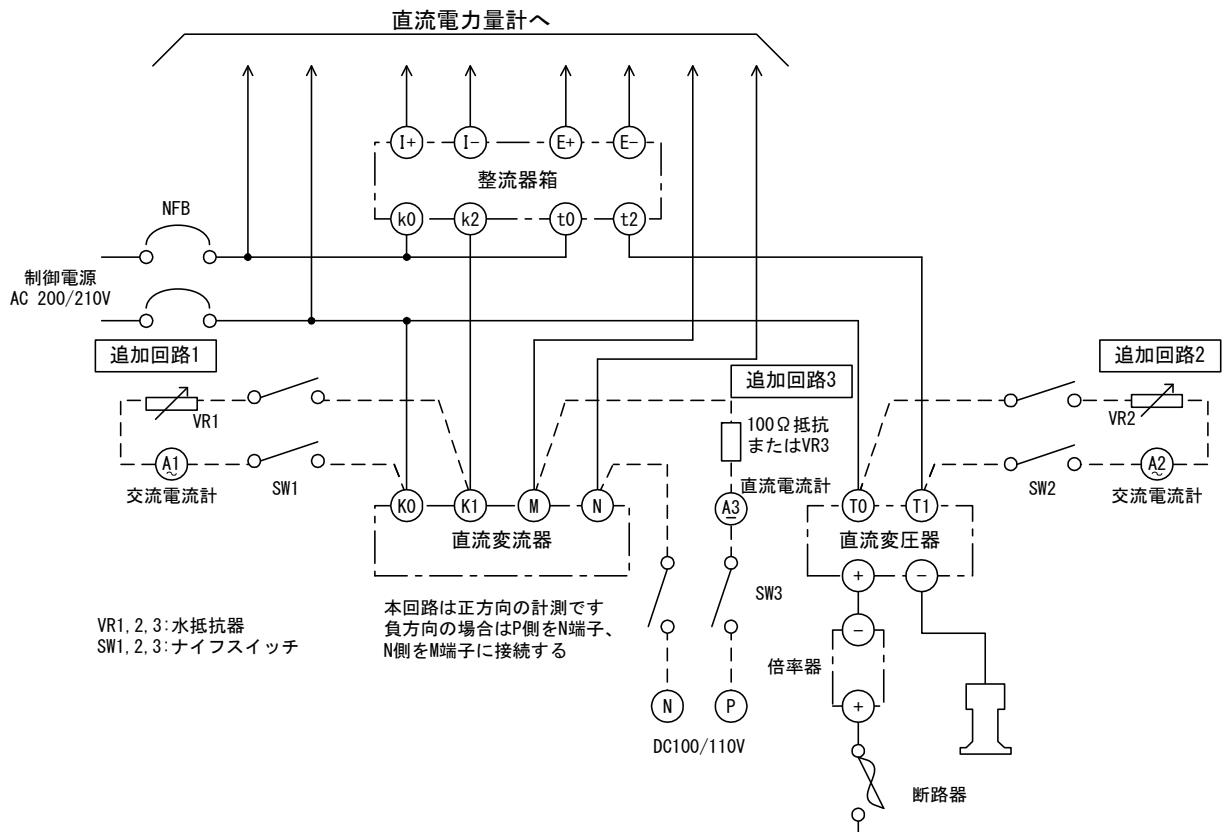 直流電力量計へ
I+
I-
E+
E-
整流器箱
k0
k2
t0
t2
NFB
制御電源
AC 200/210V
追加回路1
追加回路2
追加回路3
VR1
A1
交流電流計
SW1
100Ω抵抗
またはVR3
直流電流計
A3
VR2
A2
交流電流計
SW2
K0
K1
M
N
直流変流器
T0
T1
直流変圧器
+
-
SW3
本回路は正方向の計測です
負方向の場合はP側をN端子、
N側をM端子に接続する
VR1,2,3:水抵抗器
SW1,2,3:ナイフスイッチ
-
倍率器
+
N
P
DC100/110V
断路器